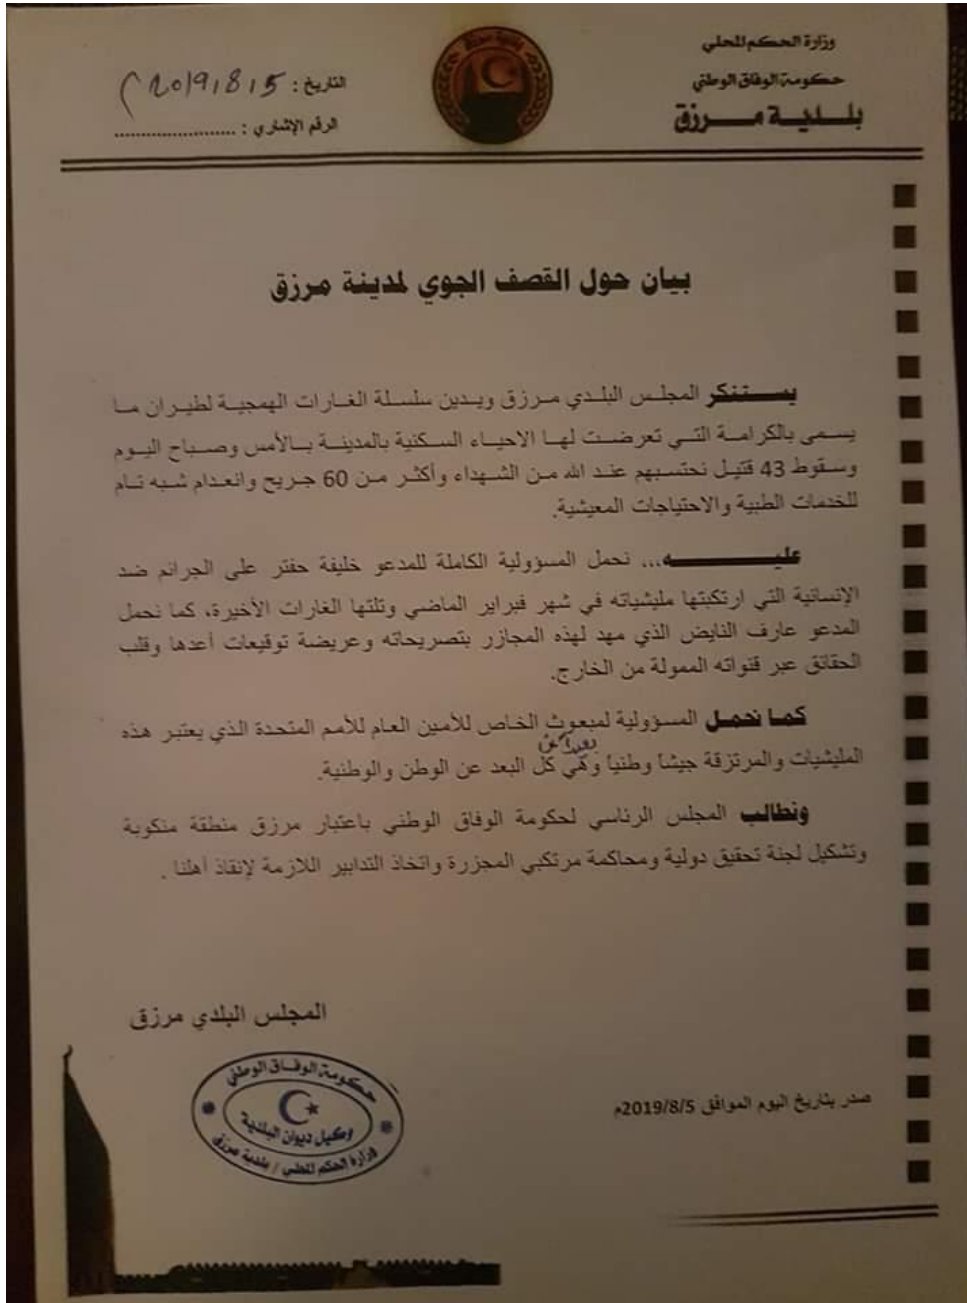 وزارة الحكم المحلي
حكومة الوفاق الوطني
بلدية مرزق
التاريخ : 2019/8/5
الرقم الإشاري : ......................
بيان حول القصف الجوي لمدينة مرزق
يستنكر المجلس البلدي مرزق ويدين سلسلة الغارات الهمجية لطيران ما
يسمى بالكرامة التي تعرضت لها الاحياء السكنية بالمدينة بالأمس وصباح اليوم
وسقوط 43 قتيل نحتسبهم عند الله من الشهداء وأكثر من 60 جريح وانعدام شبه تام
للخدمات الطبية والاحتياجات المعيشية.
عليه... نحمل المسؤولية الكاملة للمدعو خليفة حفتر على الجرائم ضد
الإنسانية التي ارتكبتها مليشياته في شهر فبراير الماضي وتلتها الغارات الأخيرة، كما نحمل
المدعو عارف النايض الذي مهد لهذه المجازر بتصريحاته وعريضة توقيعات أعدها وقلب
الحقائق عبر قنواته الممولة من الخارج.
كما نحمل المسؤولية لمبعوث الخاص للأمين العام للأمم المتحدة الذي يعتبر هذه
المليشيات والمرتزقة جيشاً وطنياً وهي كل البعد عن الوطن والوطنية.
ونطالب المجلس الرئاسي لحكومة الوفاق الوطني باعتبار مرزق منطقة منكوبة
وتشكيل لجنة تحقيق دولية ومحاكمة مرتكبي المجزرة واتخاذ التدابير اللازمة لإنقاذ أهلنا .
المجلس البلدي مرزق
حكومة الوفاق الوطني
وكيل ديوان البلدية
وزارة الحكم المحلي / بلدية مرزق
صدر بتاريخ اليوم الموافق 2019/8/5م